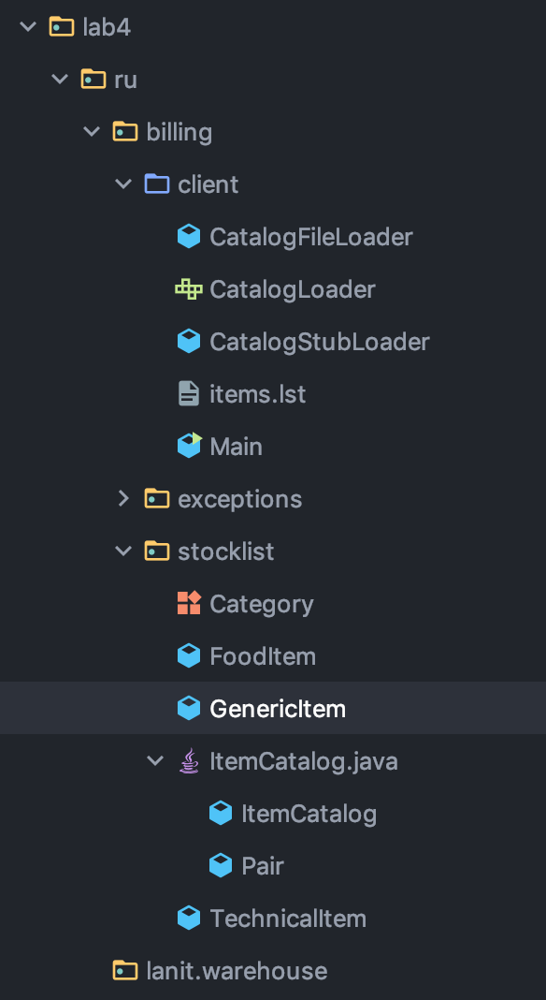 lab4
ru
billing
client
CatalogFileLoader
CatalogLoader
CatalogStubLoader
items.lst
Main
exceptions
stocklist
Category
FoodItem
GenericItem
ItemCatalog.java
ItemCatalog
Pair
TechnicalItem
lanit.warehouse